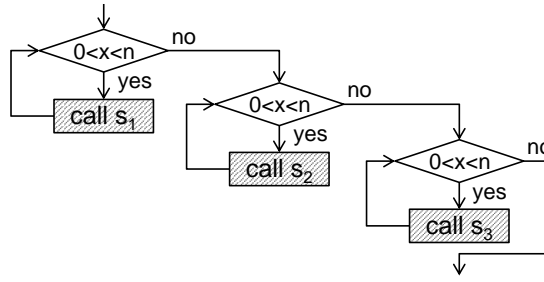 0<x<n
no
yes
call s₁
0<x<n
no
yes
call s₂
0<x<n
no
yes
call s₃